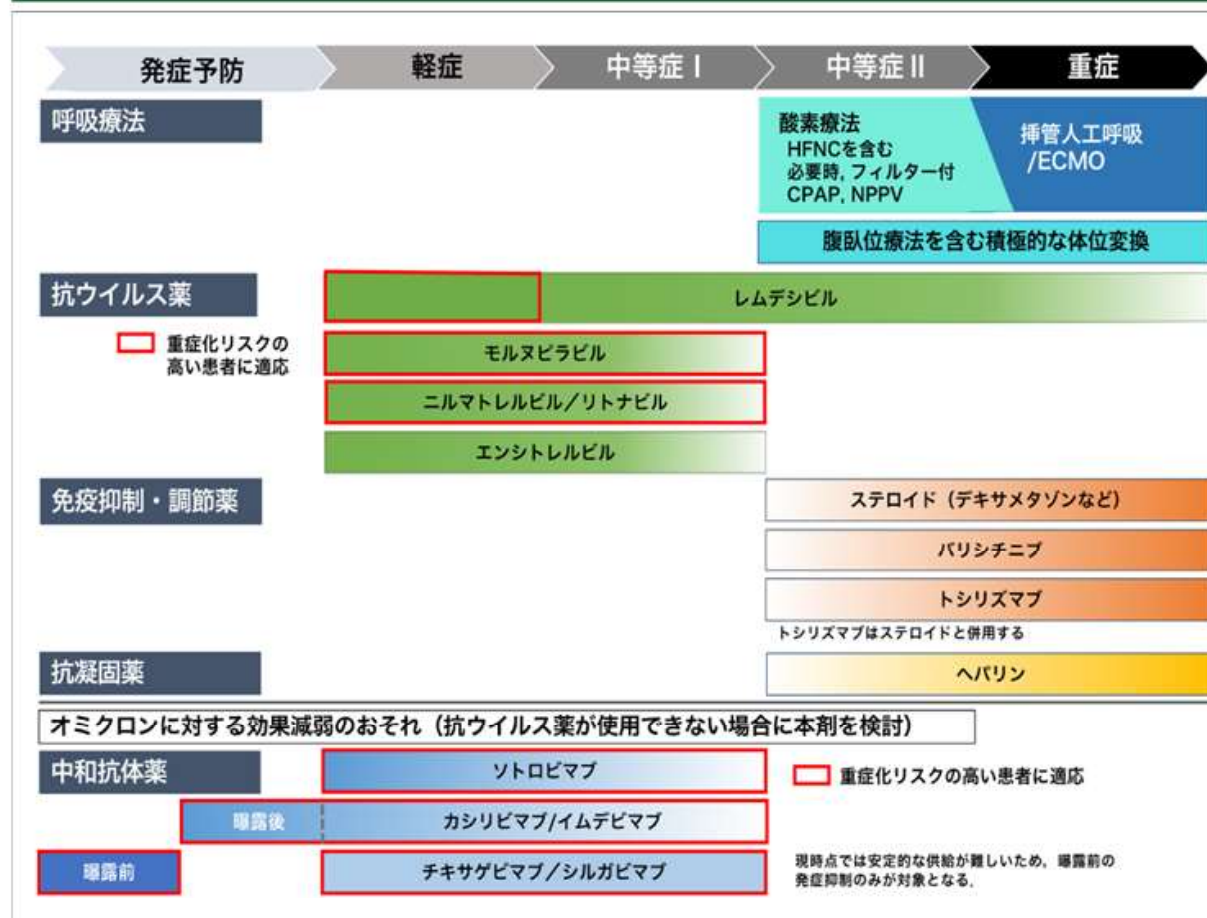 発症予防
軽症
中等症 I
中等症 II
重症
呼吸療法
酸素療法
HFNCを含む
必要時, フィルター付
CPAP, NPPV
挿管人工呼吸
/ECMO
腹臥位療法を含む積極的な体位変換
抗ウイルス薬
レムデシビル
重症化リスクの
高い患者に適応
モルヌピラビル
ニルマトレルビル／リトナビル
エンシトレルビル
免疫抑制・調節薬
ステロイド（デキサメタゾンなど）
バリシチニブ
トシリズマブ
トシリズマブはステロイドと併用する
抗凝固薬
ヘパリン
オミクロンに対する効果減弱のおそれ（抗ウイルス薬が使用できない場合に本剤を検討）
中和抗体薬
ソトロビマブ
重症化リスクの高い患者に適応
曝露後
カシリビマブ/イムデビマブ
曝露前
チキサゲビマブ／シルガビマブ
現時点では安定的な供給が難しいため，曝露前の
発症抑制のみが対象となる．